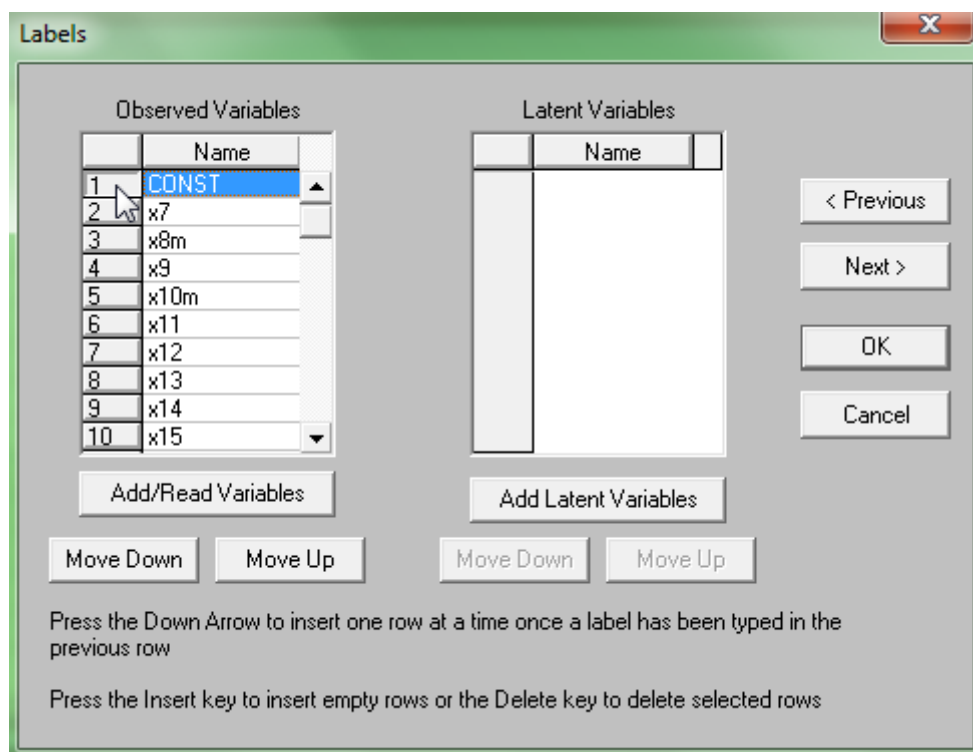 Labels
Observed Variables
Name
1 CONST
2 x7
3 x8m
4 x9
5 x10m
6 x11
7 x12
8 x13
9 x14
10 x15
Add/Read Variables
Move Down Move Up
Latent Variables
Name
Add Latent Variables
Move Down Move Up
< Previous
Next >
OK
Cancel
Press the Down Arrow to insert one row at a time once a label has been typed in the
previous row
Press the Insert key to insert empty rows or the Delete key to delete selected rows